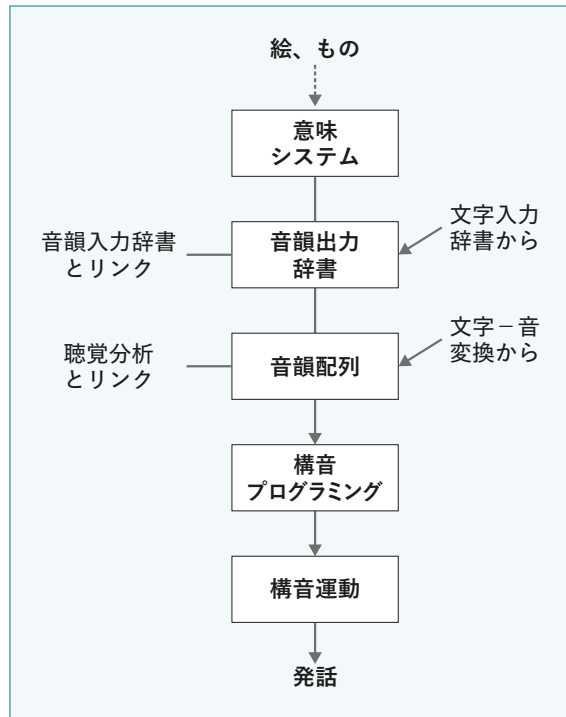 絵、もの
意味
システム
音韻入力辞書
とリンク
音韻出力
辞書
文字入力
辞書から
聴覚分析
とリンク
音韻配列
文字－音
変換から
構音
プログラミング
構音運動
発話